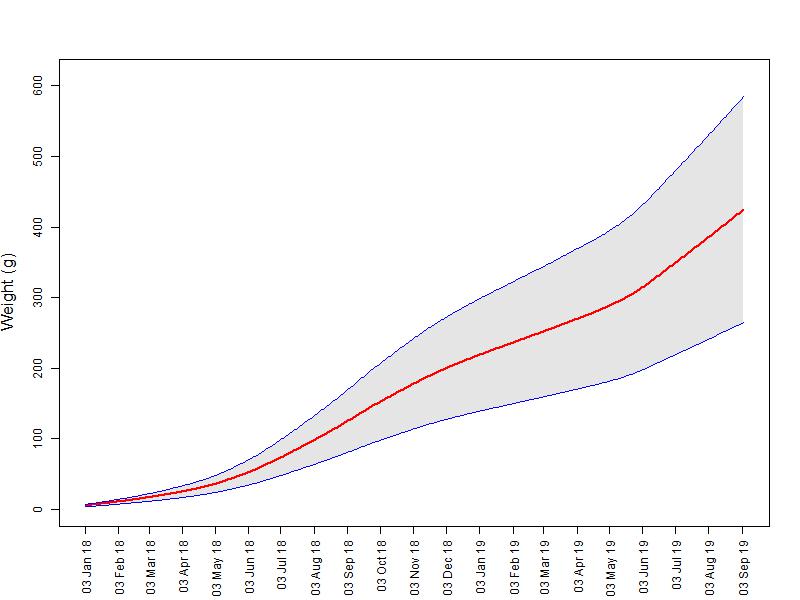 600
500
400
300
200
100
0
Weight (g)
03 Jan 18
03 Feb 18
03 Mar 18
03 Apr 18
03 May 18
03 Jun 18
03 Jul 18
03 Aug 18
03 Sep 18
03 Oct 18
03 Nov 18
03 Dec 18
03 Jan 19
03 Feb 19
03 Mar 19
03 Apr 19
03 May 19
03 Jun 19
03 Jul 19
03 Aug 19
03 Sep 19